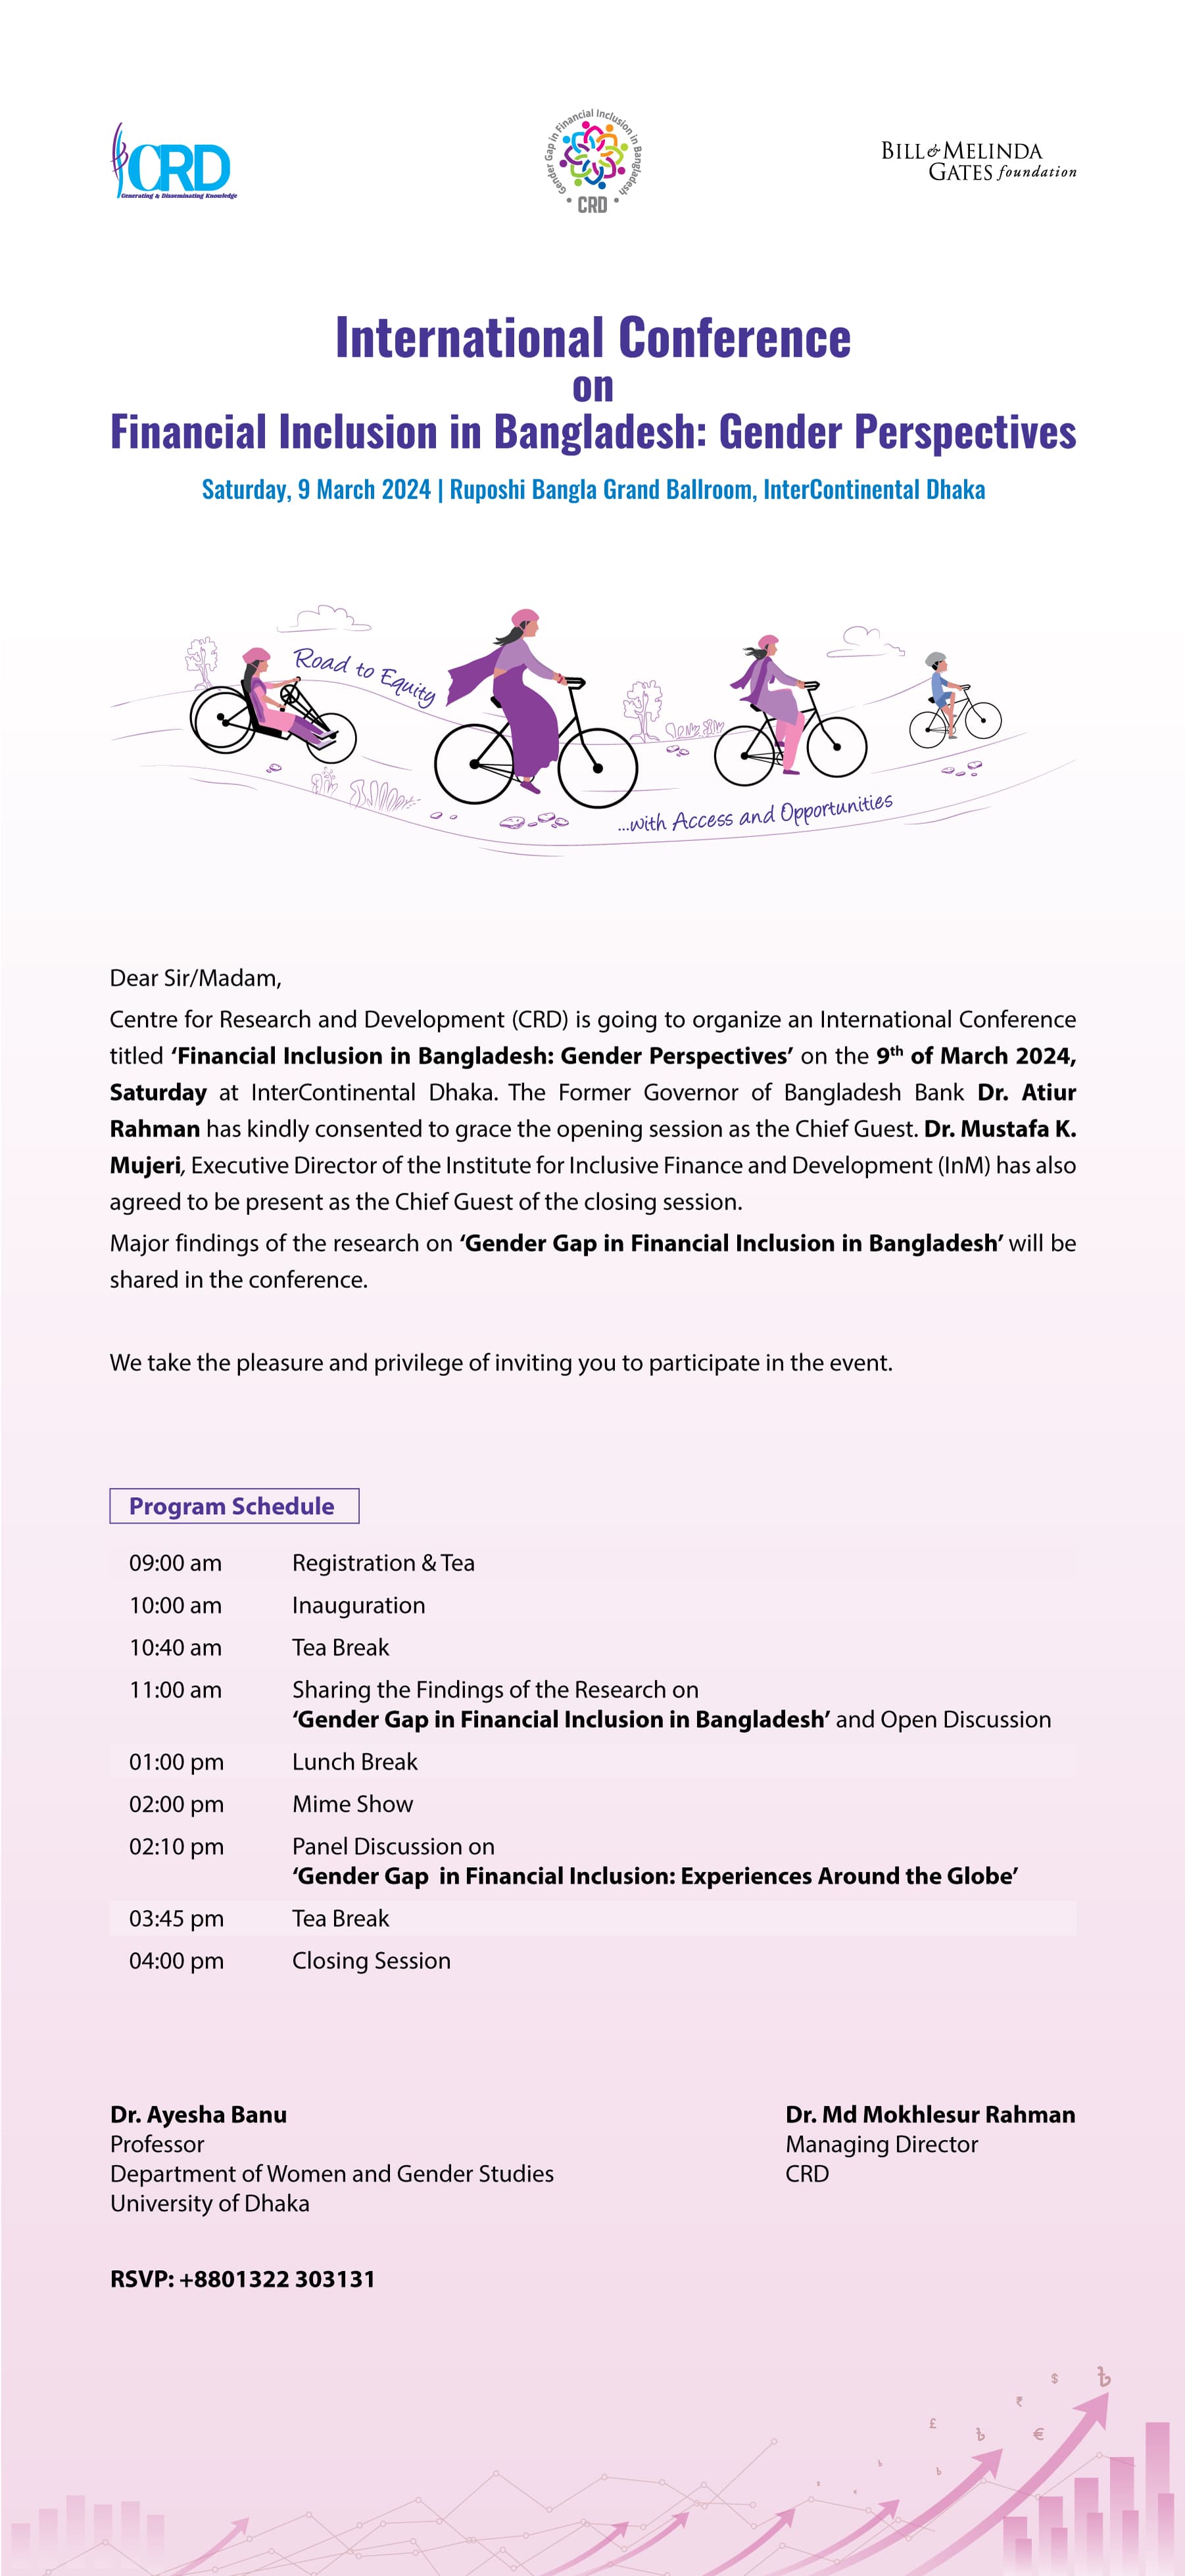 CRD
Generating & Disseminating Knowledge
Gender Gap in Financial Inclusion in Bangladesh
• CRD •
BILL & MELINDA
GATES foundation
International Conference
on
Financial Inclusion in Bangladesh: Gender Perspectives
Saturday, 9 March 2024 | Ruposhi Bangla Grand Ballroom, InterContinental Dhaka
Road to Equity
...with Access and Opportunities
Dear Sir/Madam,
Centre for Research and Development (CRD) is going to organize an International Conference
titled ‘Financial Inclusion in Bangladesh: Gender Perspectives’ on the 9th of March 2024,
Saturday at InterContinental Dhaka. The Former Governor of Bangladesh Bank Dr. Atiur
Rahman has kindly consented to grace the opening session as the Chief Guest. Dr. Mustafa K.
Mujeri, Executive Director of the Institute for Inclusive Finance and Development (InM) has also
agreed to be present as the Chief Guest of the closing session.
Major findings of the research on ‘Gender Gap in Financial Inclusion in Bangladesh’ will be
shared in the conference.
We take the pleasure and privilege of inviting you to participate in the event.
Program Schedule
09:00 am Registration & Tea
10:00 am Inauguration
10:40 am Tea Break
11:00 am Sharing the Findings of the Research on
‘Gender Gap in Financial Inclusion in Bangladesh’ and Open Discussion
01:00 pm Lunch Break
02:00 pm Mime Show
02:10 pm Panel Discussion on
‘Gender Gap in Financial Inclusion: Experiences Around the Globe’
03:45 pm Tea Break
04:00 pm Closing Session
Dr. Ayesha Banu
Professor
Department of Women and Gender Studies
University of Dhaka
Dr. Md Mokhlesur Rahman
Managing Director
CRD
RSVP: +8801322 303131